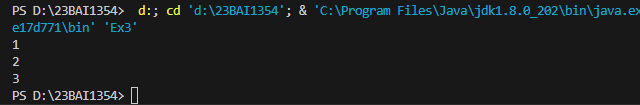 PS D:\23BAI1354> d:; cd 'd:\23BAI1354'; & 'C:\Program Files\Java\jdk1.8.0_202\bin\java.ex
e17d771\bin' 'Ex3'
1
2
3
PS D:\23BAI1354>